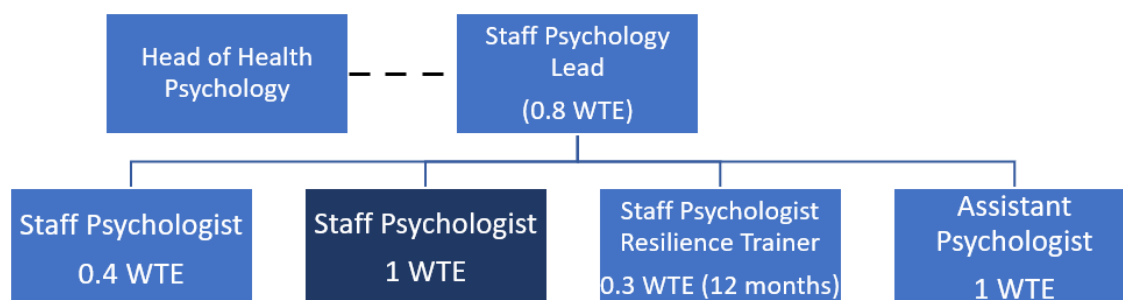 Head of Health
Psychology
Staff Psychology
Lead
(0.8 WTE)
Staff Psychologist
0.4 WTE
Staff Psychologist
1 WTE
Staff Psychologist
Resilience Trainer
0.3 WTE (12 months)
Assistant
Psychologist
1 WTE